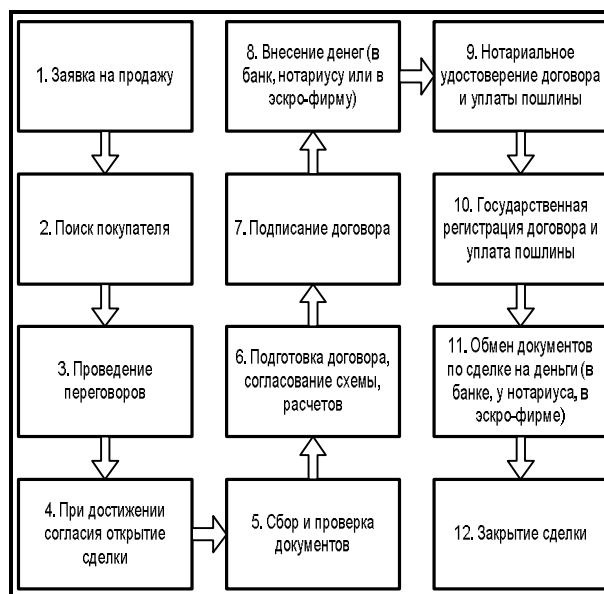 1. Заявка на продажу
2. Поиск покупателя
3. Проведение
переговоров
4. При достижении
согласия открытие
сделки
5. Сбор и проверка
документов
6. Подготовка договора,
согласование схемы,
расчетов
7. Подписание договора
8. Внесение денег (в
банк, нотариусу или в
эскро-фирму)
9. Нотариальное
удостоверение договора
и уплаты пошлины
10. Государственная
регистрация договора и
уплата пошлины
11. Обмен документов
по сделке на деньги (в
банке, у нотариуса, в
эскро-фирме)
12. Закрытие сделки